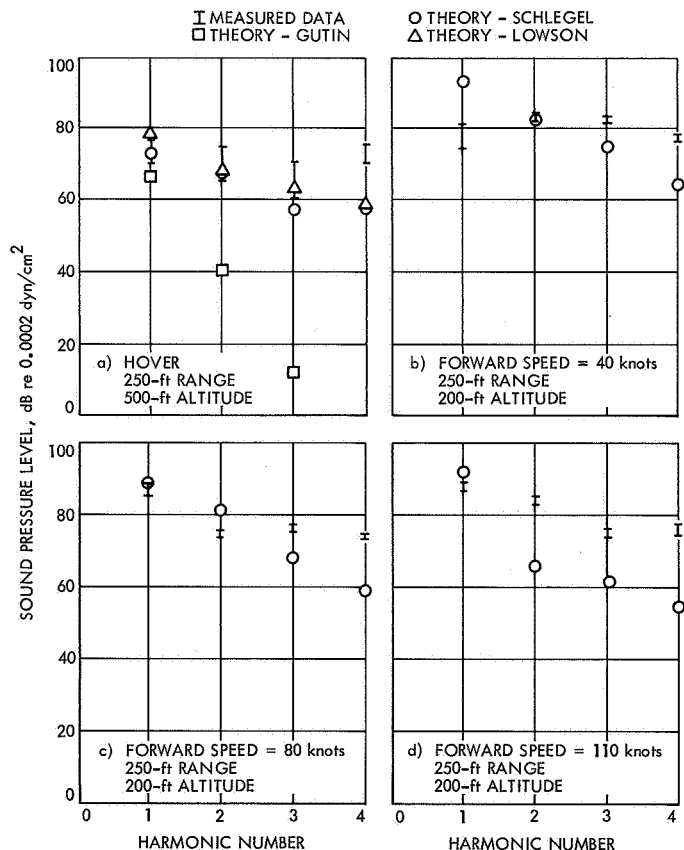 MEASURED DATA
THEORY - GUTIN
THEORY - SCHLEGEL
THEORY - LOWSON
SOUND PRESSURE LEVEL, dB re 0.0002 dyn/cm²
100
80
60
40
20
0
a) HOVER
250-ft RANGE
500-ft ALTITUDE
b) FORWARD SPEED = 40 knots
250-ft RANGE
200-ft ALTITUDE
100
80
60
40
20
0
c) FORWARD SPEED = 80 knots
250-ft RANGE
200-ft ALTITUDE
d) FORWARD SPEED = 110 knots
250-ft RANGE
200-ft ALTITUDE
0 1 2 3 4
0 1 2 3 4
HARMONIC NUMBER
HARMONIC NUMBER